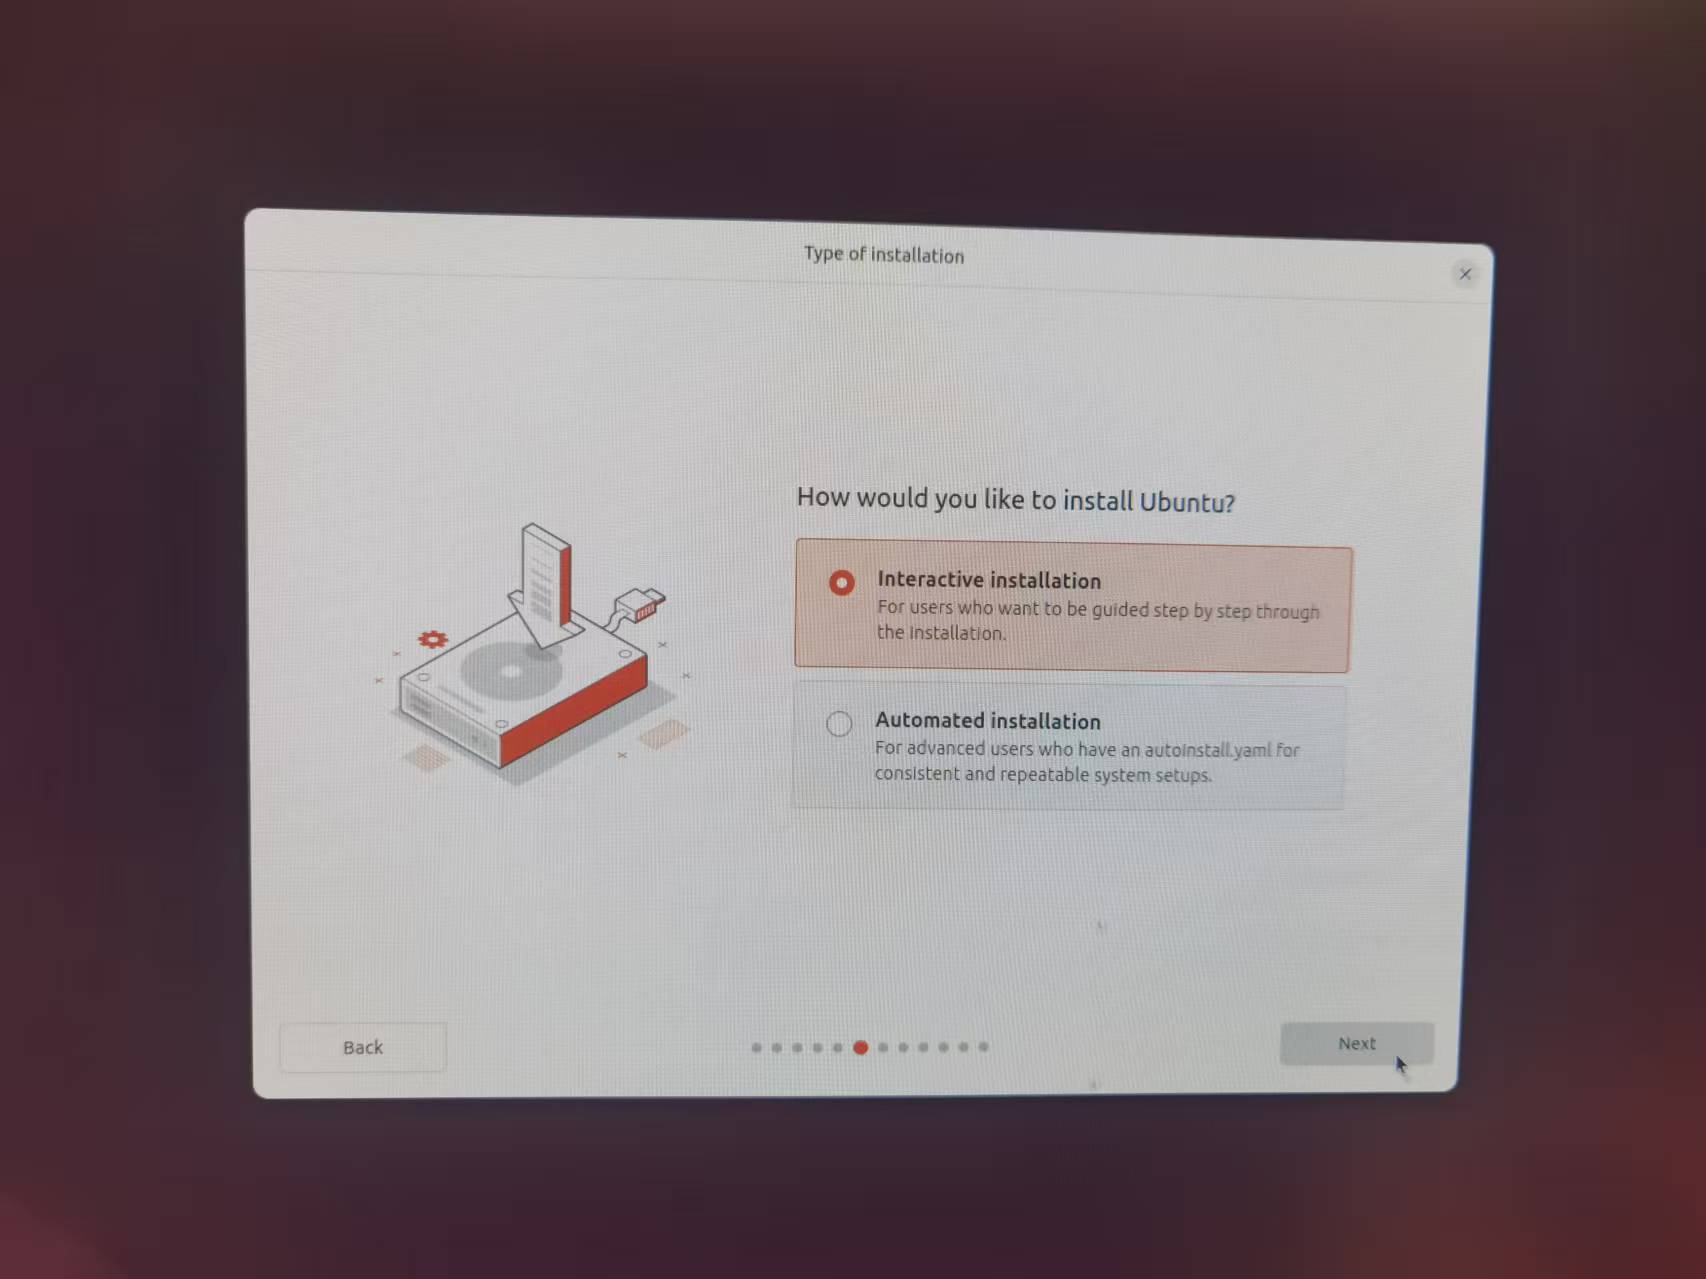 Type of installation
How would you like to install Ubuntu?
Interactive installation
For users who want to be guided step by step through
the installation.
Automated installation
For advanced users who have an autoinstall.yaml for
consistent and repeatable system setups.
Back
Next